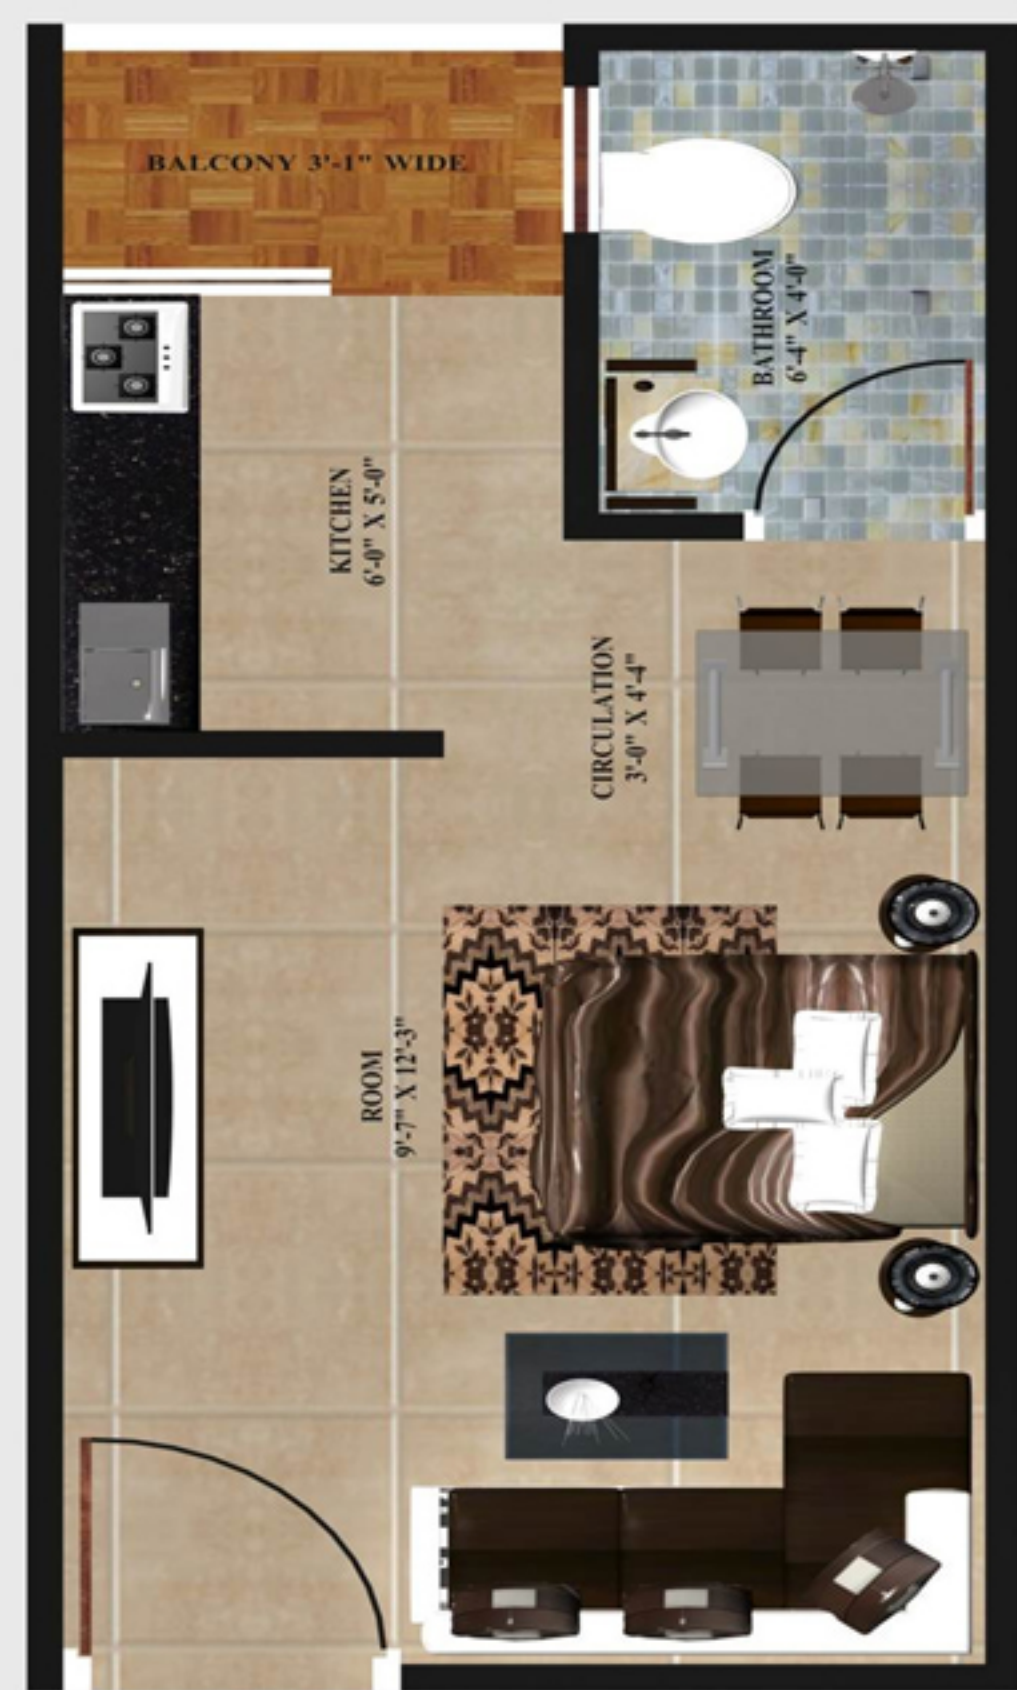 BALCONY 3'-1" WIDE
BATHROOM
6'-4" X 4'-0"
KITCHEN
6'-0" X 5'-0"
CIRCULATION
3'-0" X 4'-4"
ROOM
9'-7" X 12'-3"